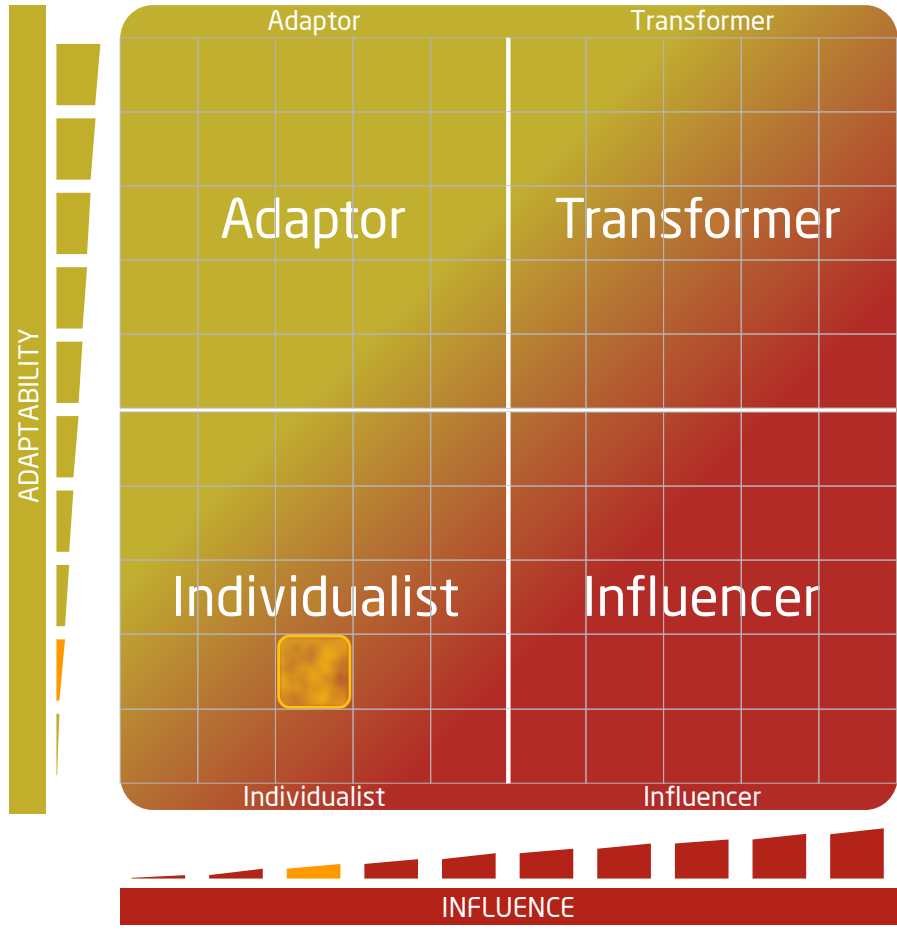 Adaptor
Transformer
Adaptor
Transformer
ADAPTABILITY
Individualist
Influencer
Individualist
Influencer
INFLUENCE